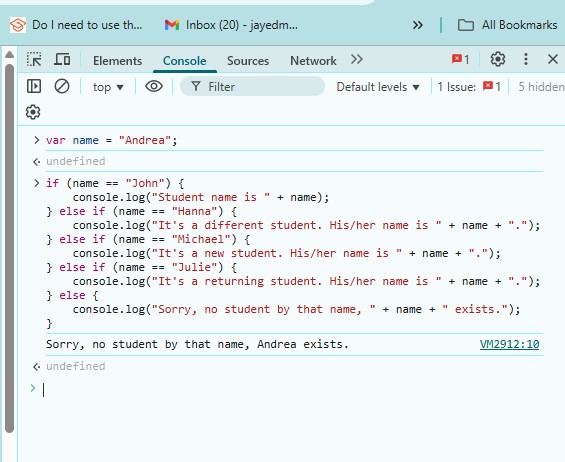 Do I need to use th...
Inbox (20) - jayedm...
»
All Bookmarks
Elements Console Sources Network » 1
top ▼ Filter Default levels ▼ 1 Issue: 1 5 hidden
> var name = "Andrea";
<· undefined
> if (name == "John") {
console.log("Student name is " + name);
} else if (name == "Hanna") {
console.log("It's a different student. His/her name is " + name + ".");
} else if (name == "Michael") {
console.log("It's a new student. His/her name is " + name + ".");
} else if (name == "Julie") {
console.log("It's a returning student. His/her name is " + name + ".");
} else {
console.log("Sorry, no student by that name, " + name + " exists.");
}
Sorry, no student by that name, Andrea exists. VM2912:10
<· undefined
>